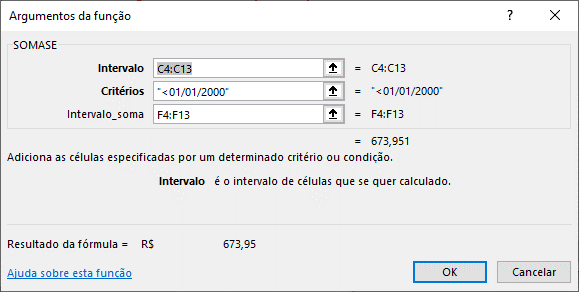 Argumentos da função ? ×
SOMASE
Intervalo C4:C13 = C4:C13
Critérios "<01/01/2000" = "<01/01/2000"
Intervalo_soma F4:F13 = F4:F13
= 673,951
Adiciona as células especificadas por um determinado critério ou condição.
Intervalo é o intervalo de células que se quer calculado.
Resultado da fórmula = R$ 673,95
Ajuda sobre esta função
OK Cancelar